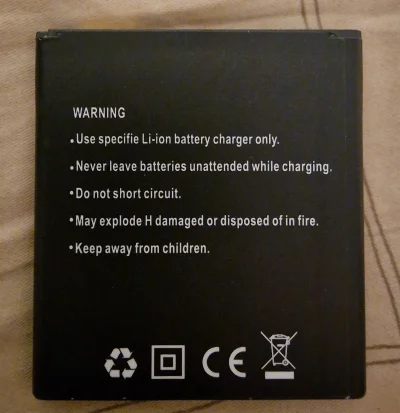 WARNING
•Use specifie Li-ion battery charger only.
•Never leave batteries unattended while charging.
•Do not short circuit.
•May explode H damaged or disposed of in fire.
•Keep away from children.
CE